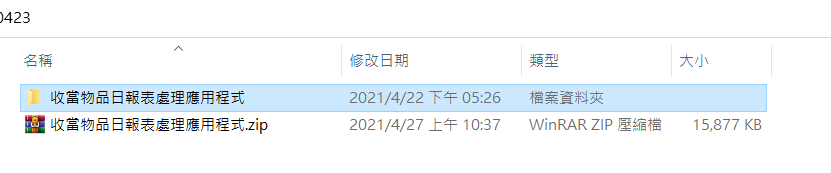 0423
名稱 修改日期 類型 大小
收當物品日報表處理應用程式 2021/4/22 下午 05:26 檔案資料夾
收當物品日報表處理應用程式.zip 2021/4/27 上午 10:37 WinRAR ZIP 壓縮檔 15,877 KB